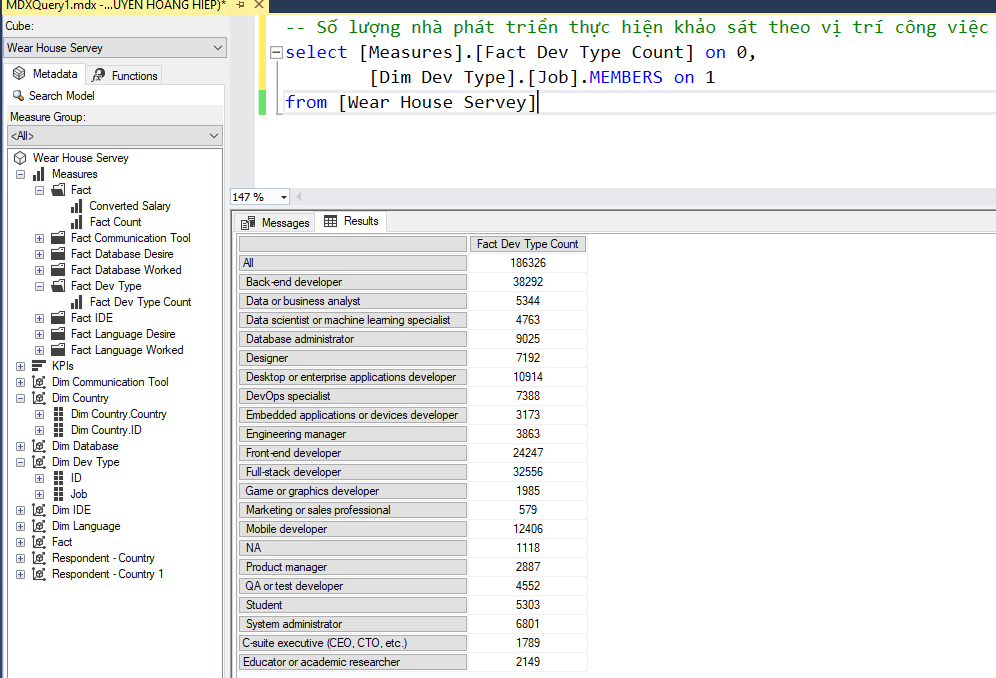 MDXQuery1.mdx -...UYEN HOANG HIEP)*
Cube:
Wear House Servey
Metadata
Functions
Search Model
Measure Group:
<All>
Wear House Servey
Measures
Fact
Converted Salary
Fact Count
Fact Communication Tool
Fact Database Desire
Fact Database Worked
Fact Dev Type
Fact Dev Type Count
Fact IDE
Fact Language Desire
Fact Language Worked
KPIs
Dim Communication Tool
Dim Country
Dim Country.Country
Dim Country.ID
Dim Database
Dim Dev Type
ID
Job
Dim IDE
Dim Language
Fact
Respondent - Country
Respondent - Country 1
-- Số lượng nhà phát triển thực hiện khảo sát theo vị trí công việc
select [Measures].[Fact Dev Type Count] on 0,
[Dim Dev Type].[Job].MEMBERS on 1
from [Wear House Servey]
147 %
Messages
Results
Fact Dev Type Count
All 186326
Back-end developer 38292
Data or business analyst 5344
Data scientist or machine learning specialist 4763
Database administrator 9025
Designer 7192
Desktop or enterprise applications developer 10914
DevOps specialist 7388
Embedded applications or devices developer 3173
Engineering manager 3863
Front-end developer 24247
Full-stack developer 32556
Game or graphics developer 1985
Marketing or sales professional 579
Mobile developer 12406
NA 1118
Product manager 2887
QA or test developer 4552
Student 5303
System administrator 6801
C-suite executive (CEO, CTO, etc.) 1789
Educator or academic researcher 2149